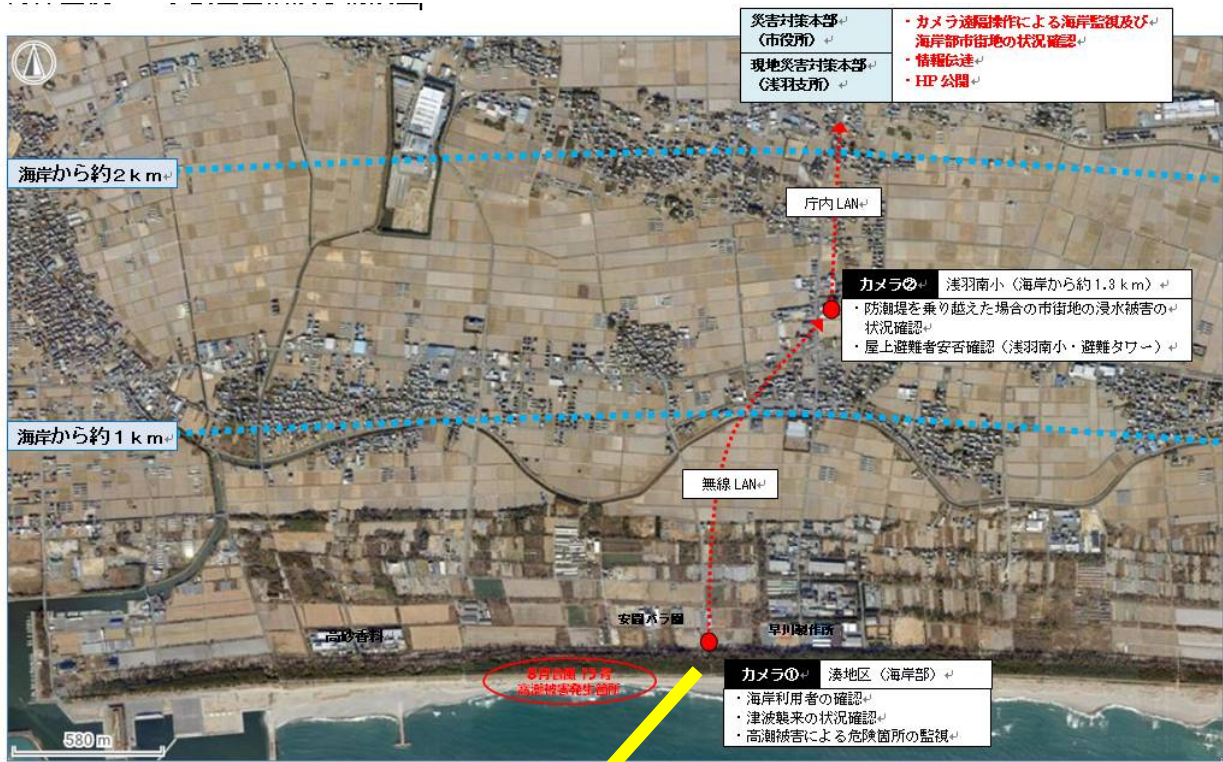 災害対策本部
（市役所）
現地災害対策本部
（浅羽支所）
・カメラ遠隔操作による海岸監視及び
海岸部市街地の状況確認
・情報伝達
・HP 公開
海岸から約２ｋｍ
庁内 LAN
カメラ② 浅羽南小（海岸から約1.3ｋｍ）
・防潮堤を乗り越えた場合の市街地の浸水被害の
状況確認
・屋上避難者安否確認（浅羽南小・避難タワー）
海岸から約１ｋｍ
無線 LAN
安間バラ園
高砂香料
早川製作所
高潮被害発生箇所
カメラ① 湊地区（海岸部）
・海岸利用者の確認
・津波襲来の状況確認
・高潮被害による危険箇所の監視
580 m